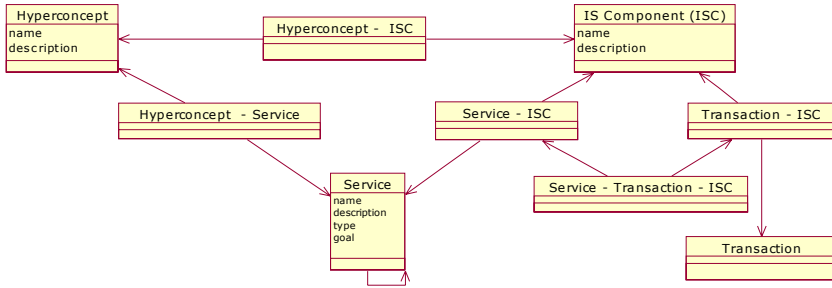 Hyperconcept
name
description
Hyperconcept - ISC
IS Component (ISC)
name
description
Hyperconcept - Service
Service - ISC
Transaction - ISC
Service
name
description
type
goal
Service - Transaction - ISC
Transaction